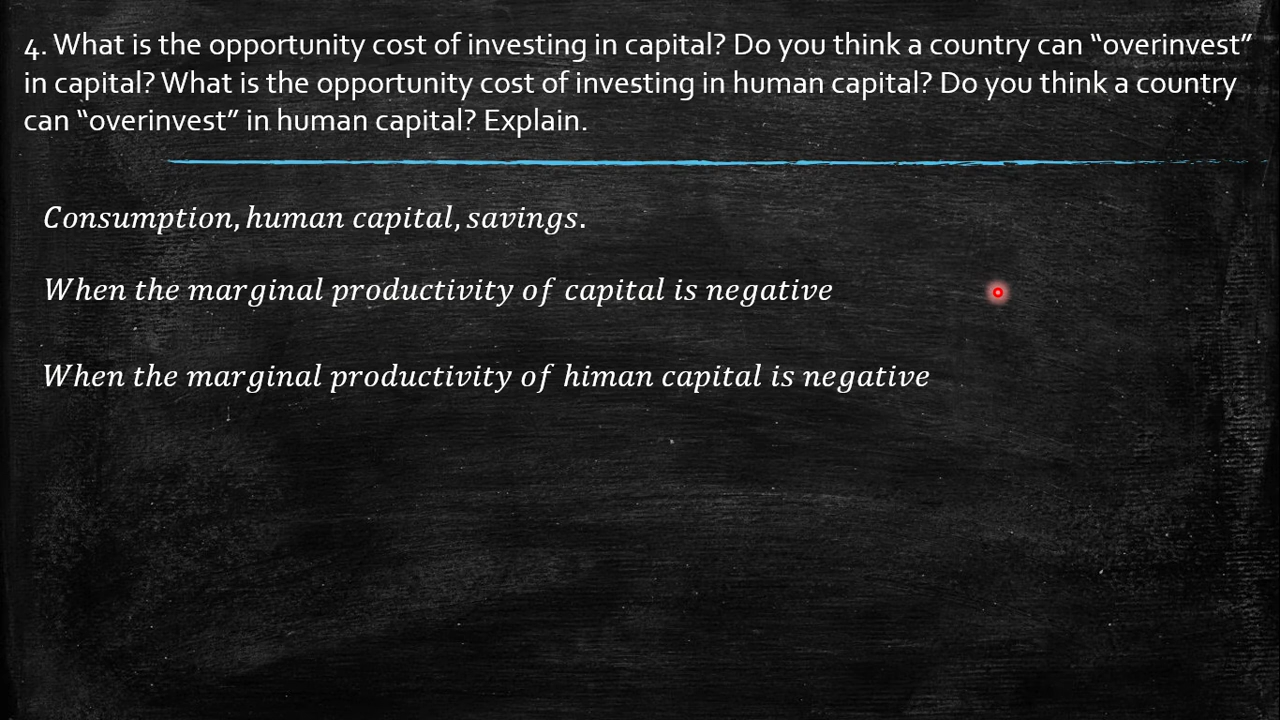 4. What is the opportunity cost of investing in capital? Do you think a country can “overinvest”
in capital? What is the opportunity cost of investing in human capital? Do you think a country
can “overinvest” in human capital? Explain.
Consumption, human capital, savings.
When the marginal productivity of capital is negative
When the marginal productivity of himan capital is negative